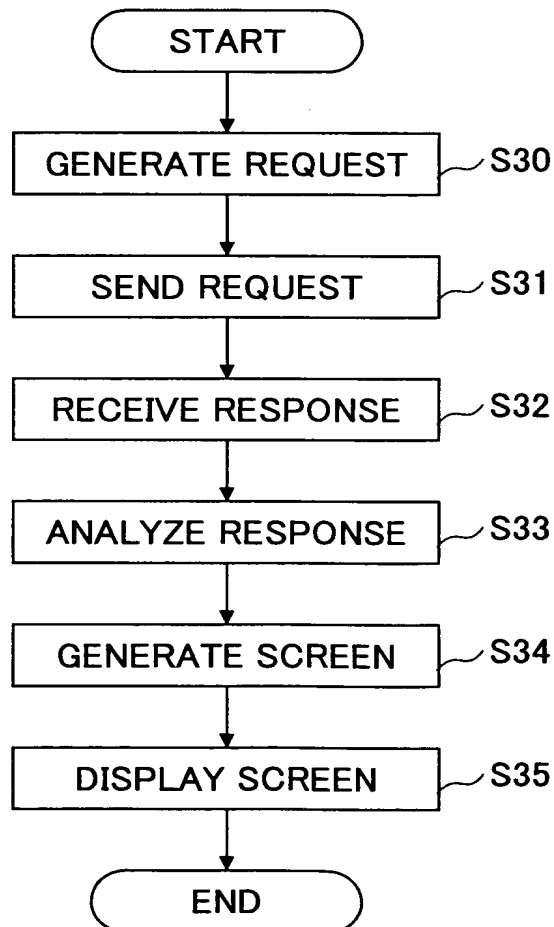 START
GENERATE REQUEST S30
SEND REQUEST S31
RECEIVE RESPONSE S32
ANALYZE RESPONSE S33
GENERATE SCREEN S34
DISPLAY SCREEN S35
END